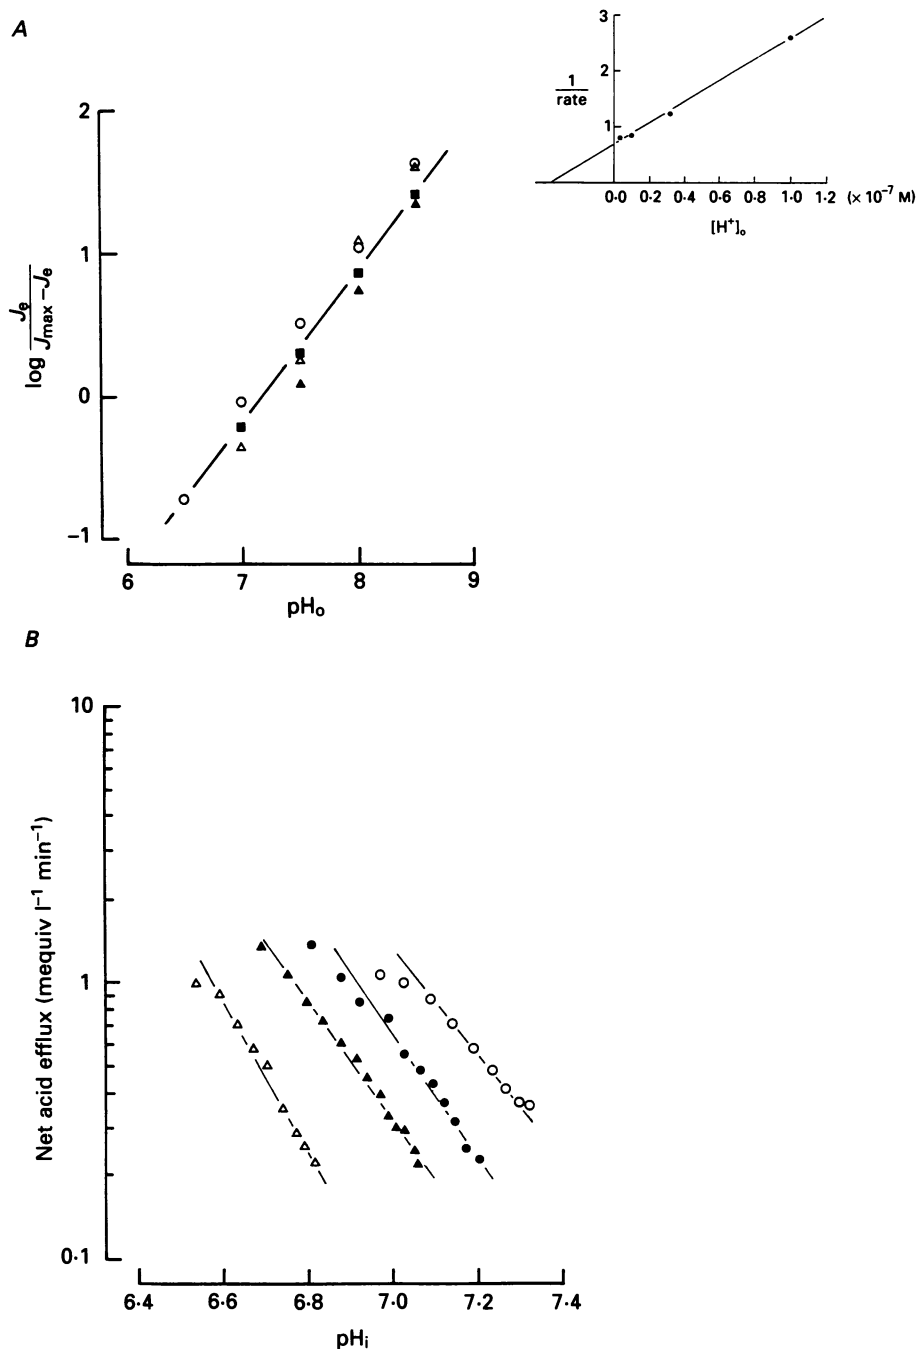 A
2
1
0
−1
log Jₑ / Jmax − Jₑ
6 7 8 9
pHₒ
3
2
1
1
rate
0·0 0·2 0·4 0·6 0·8 1·0 1·2 (× 10⁻⁷ M)
[H⁺]ₒ
B
10
1
0·1
Net acid efflux (mequiv l⁻¹ min⁻¹)
6·4 6·6 6·8 7·0 7·2 7·4
pHᵢ